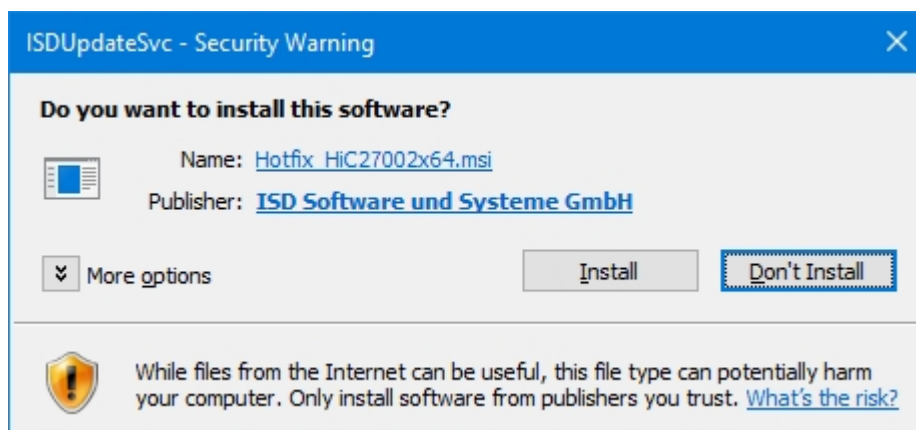 ISDUpdateSvc - Security Warning
Do you want to install this software?
Name: Hotfix_HiC27002x64.msi
Publisher: ISD Software und Systeme GmbH
More options
Install
Don't Install
While files from the Internet can be useful, this file type can potentially harm
your computer. Only install software from publishers you trust. What's the risk?